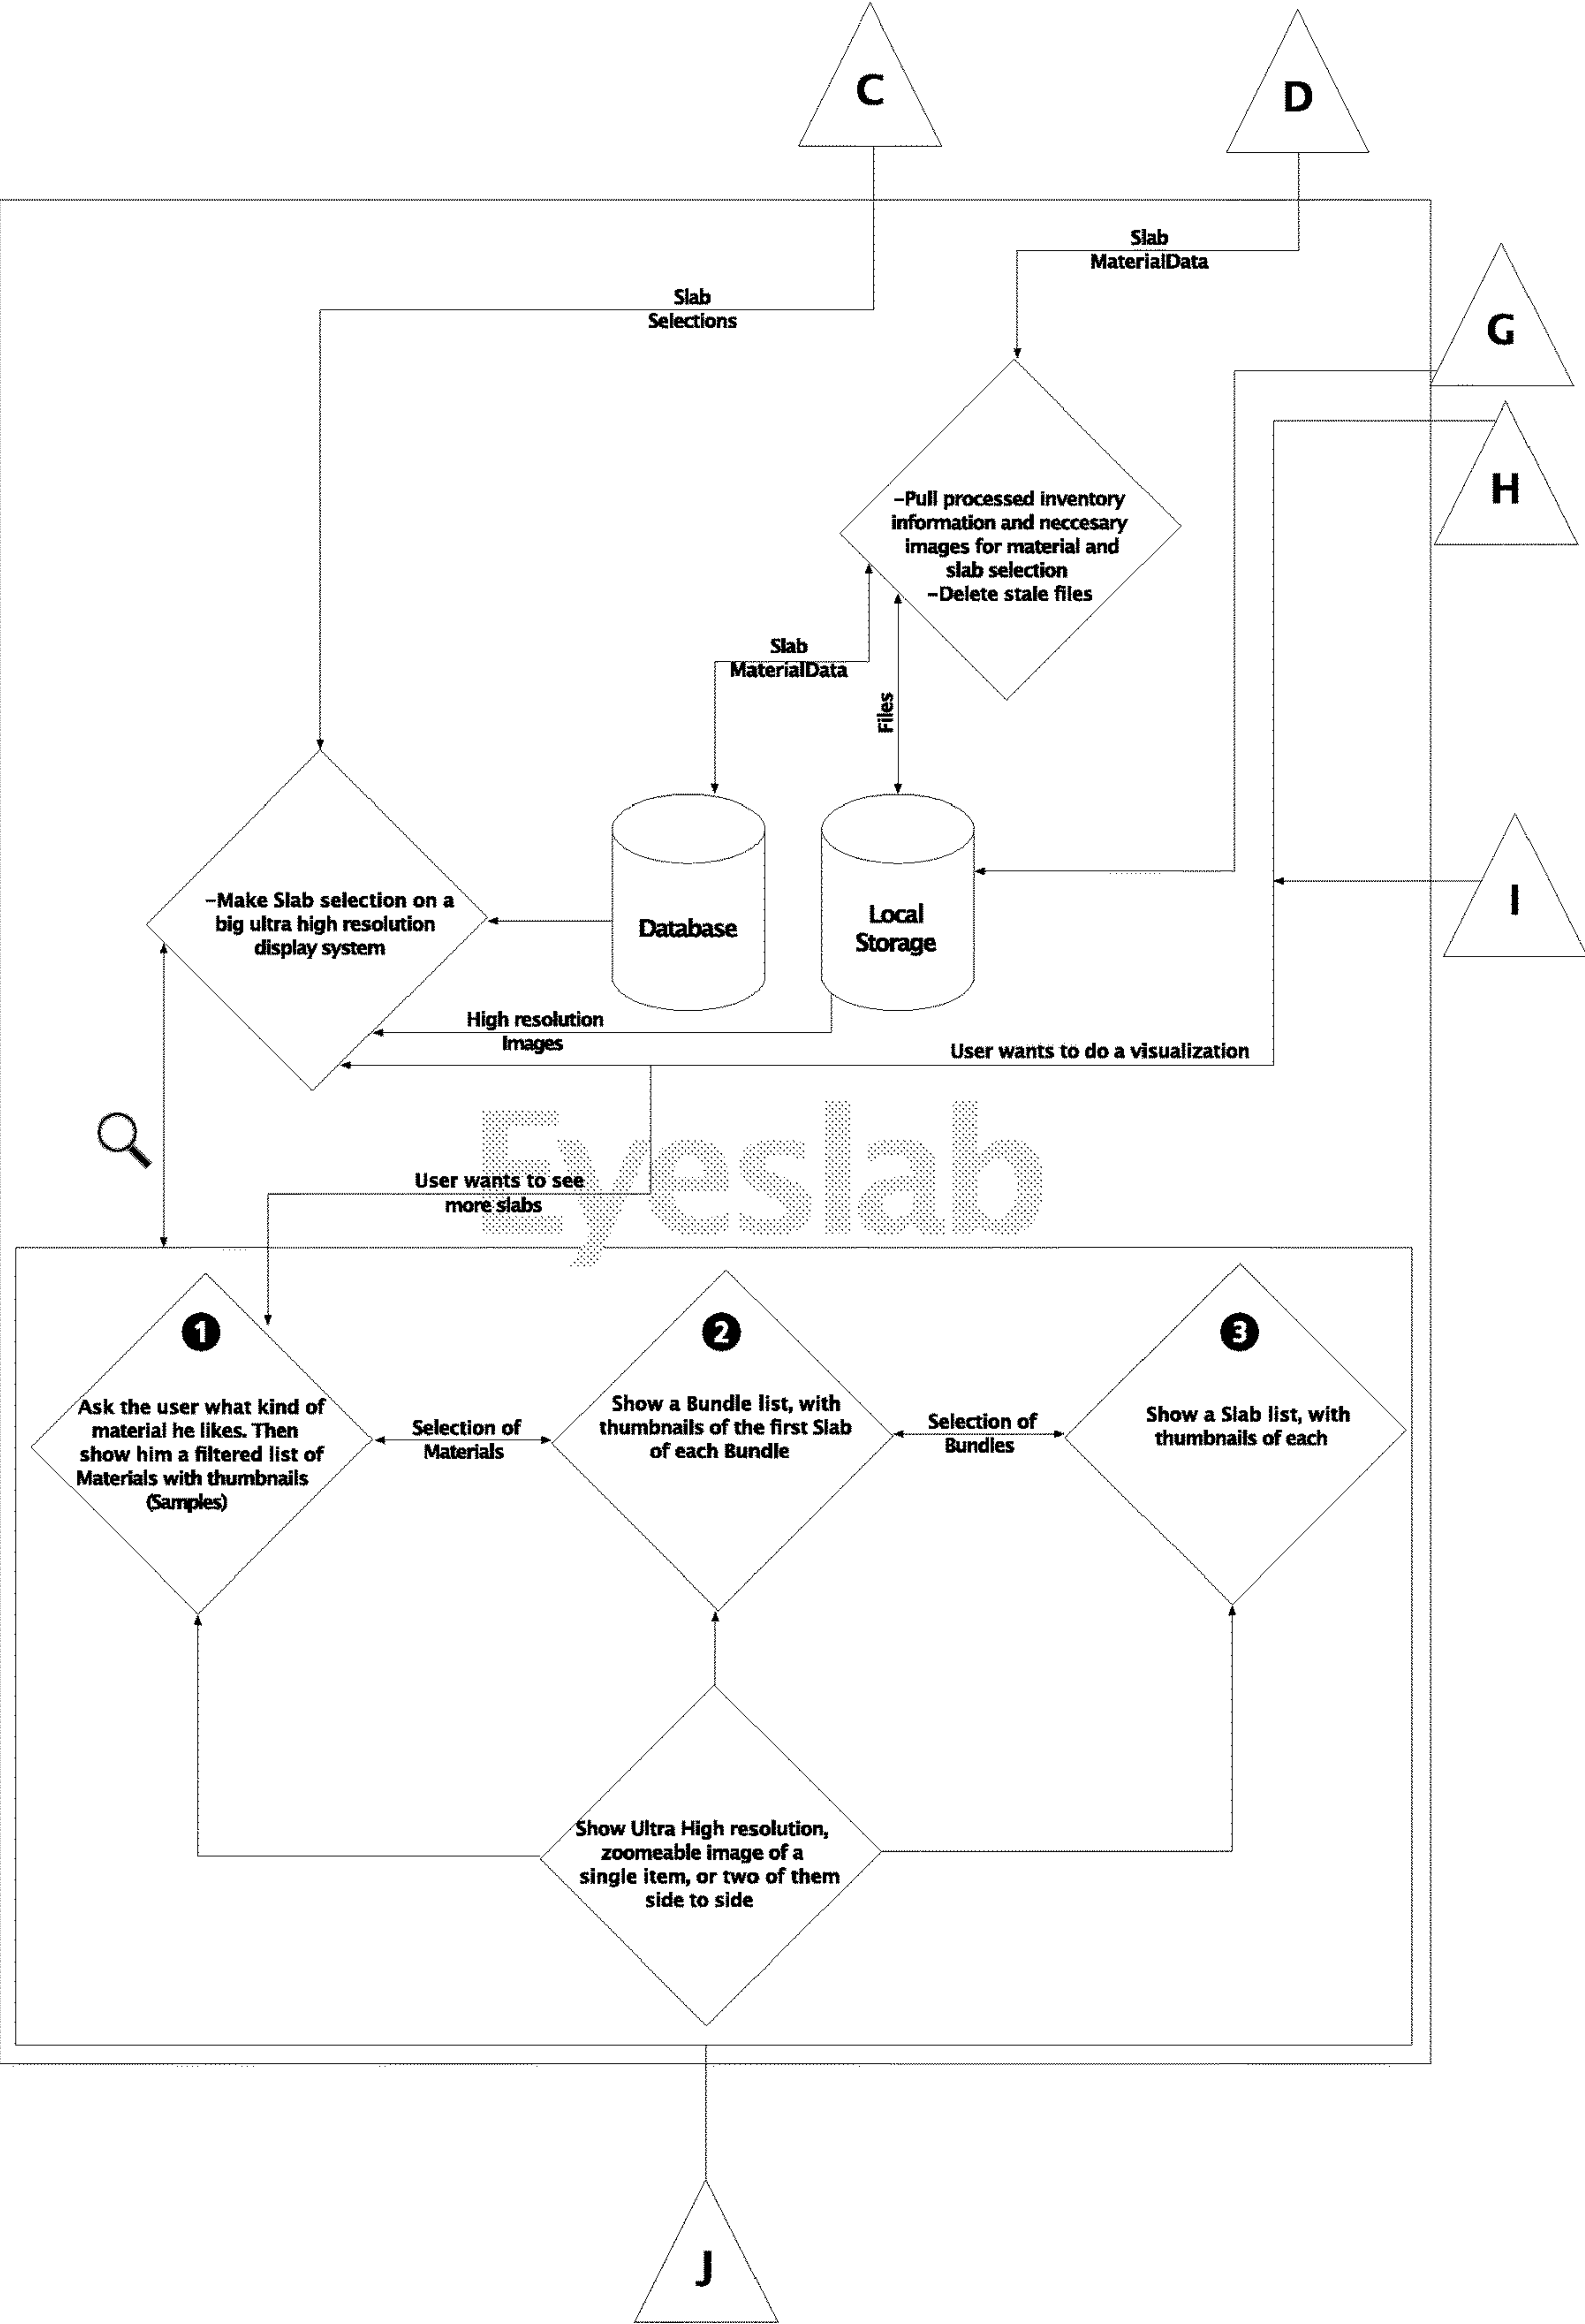 C
D
Slab
MaterialData
Slab
Selections
G
H
–Pull processed inventory
information and neccesary
images for material and
slab selection
–Delete stale files
Slab
MaterialData
Files
–Make Slab selection on a
big ultra high resolution
display system
Database
Local
Storage
I
High resolution
Images
User wants to do a visualization
Eyeslab
User wants to see
more slabs
1
2
3
Ask the user what kind of
material he likes. Then
show him a filtered list of
Materials with thumbnails
(Samples)
Selection of
Materials
Show a Bundle list, with
thumbnails of the first Slab
of each Bundle
Selection of
Bundles
Show a Slab list, with
thumbnails of each
Show Ultra High resolution,
zoomeable image of a
single item, or two of them
side to side
J